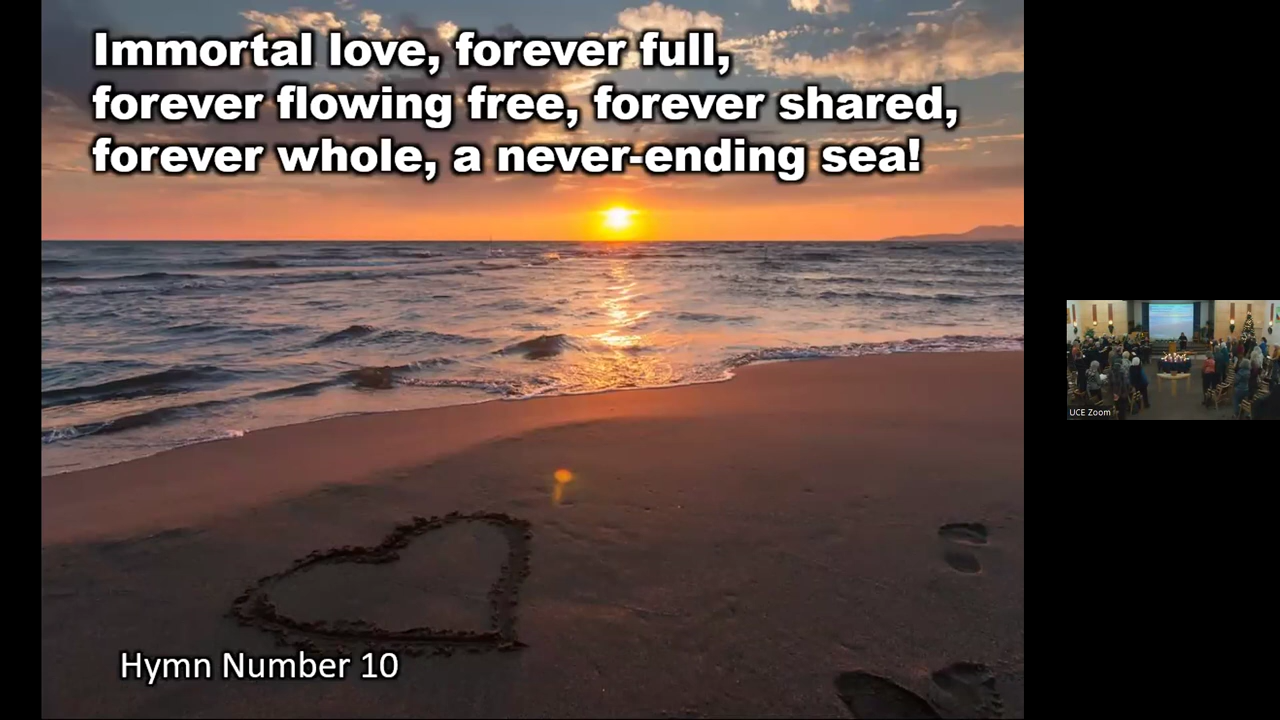 Immortal love, forever full,
forever flowing free, forever shared,
forever whole, a never-ending sea!
Hymn Number 10
UCE Zoom